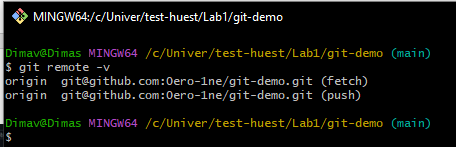 MINGW64:/c/Univer/test-huest/Lab1/git-demo
Dimav@Dimas MINGW64 /c/Univer/test-huest/Lab1/git-demo (main)
$ git remote -v
origin  git@github.com:Oero-1ne/git-demo.git (fetch)
origin  git@github.com:Oero-1ne/git-demo.git (push)
Dimav@Dimas MINGW64 /c/Univer/test-huest/Lab1/git-demo (main)
$